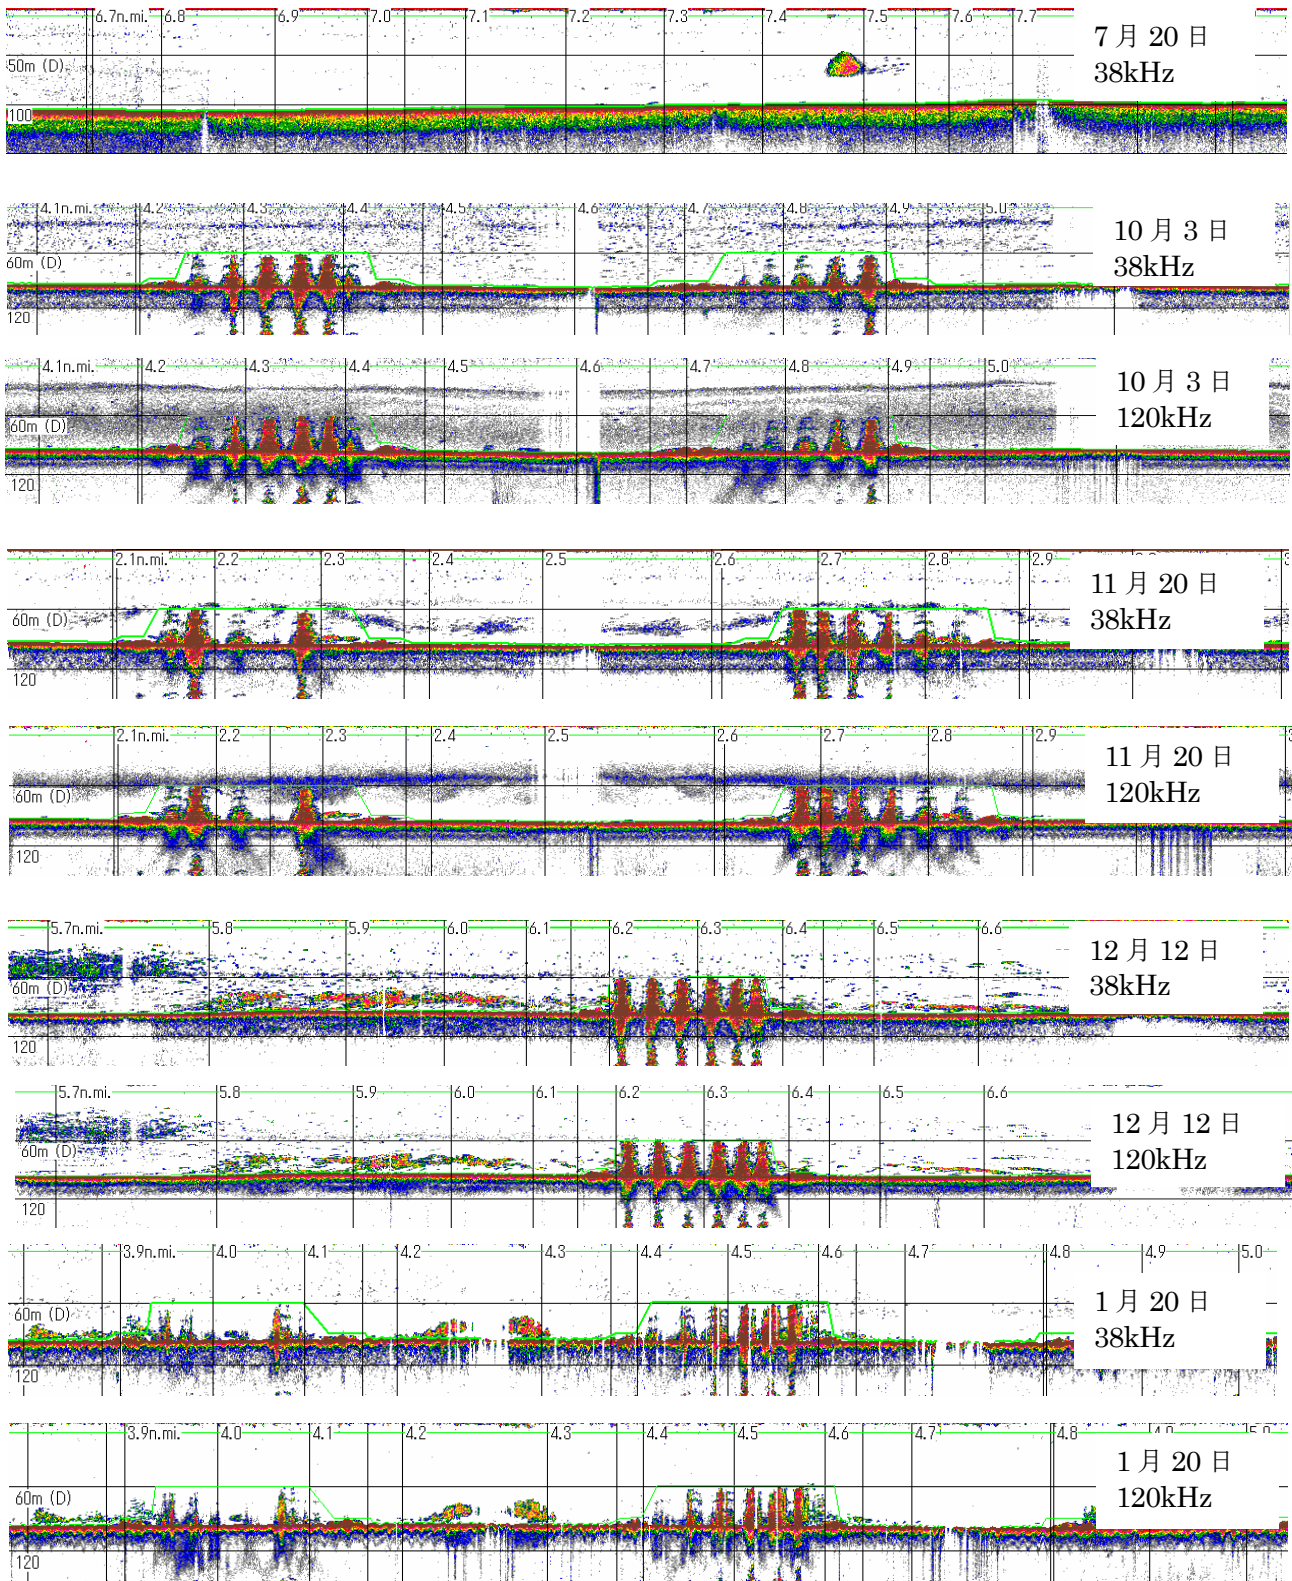 6.7n.mi. 6.8 6.9 7.0 7.1 7.2 7.3 7.4 7.5 7.6 7.7
7月20日
38kHz
50m (D)
100
4.1n.mi. 4.2 4.3 4.4 4.5 4.6 4.7 4.8 4.9 5.0
10月3日
38kHz
60m (D)
120
4.1n.mi. 4.2 4.3 4.4 4.5 4.6 4.7 4.8 4.9 5.0
10月3日
120kHz
60m (D)
120
2.1n.mi. 2.2 2.3 2.4 2.5 2.6 2.7 2.8 2.9
11月20日
38kHz
60m (D)
120
2.1n.mi. 2.2 2.3 2.4 2.5 2.6 2.7 2.8 2.9
11月20日
120kHz
60m (D)
120
5.7n.mi. 5.8 5.9 6.0 6.1 6.2 6.3 6.4 6.5 6.6
12月12日
38kHz
60m (D)
120
5.7n.mi. 5.8 5.9 6.0 6.1 6.2 6.3 6.4 6.5 6.6
12月12日
120kHz
60m (D)
120
3.9n.mi. 4.0 4.1 4.2 4.3 4.4 4.5 4.6 4.7 4.8 4.9 5.0
1月20日
38kHz
60m (D)
120
3.9n.mi. 4.0 4.1 4.2 4.3 4.4 4.5 4.6 4.7 4.8
1月20日
120kHz
60m (D)
120